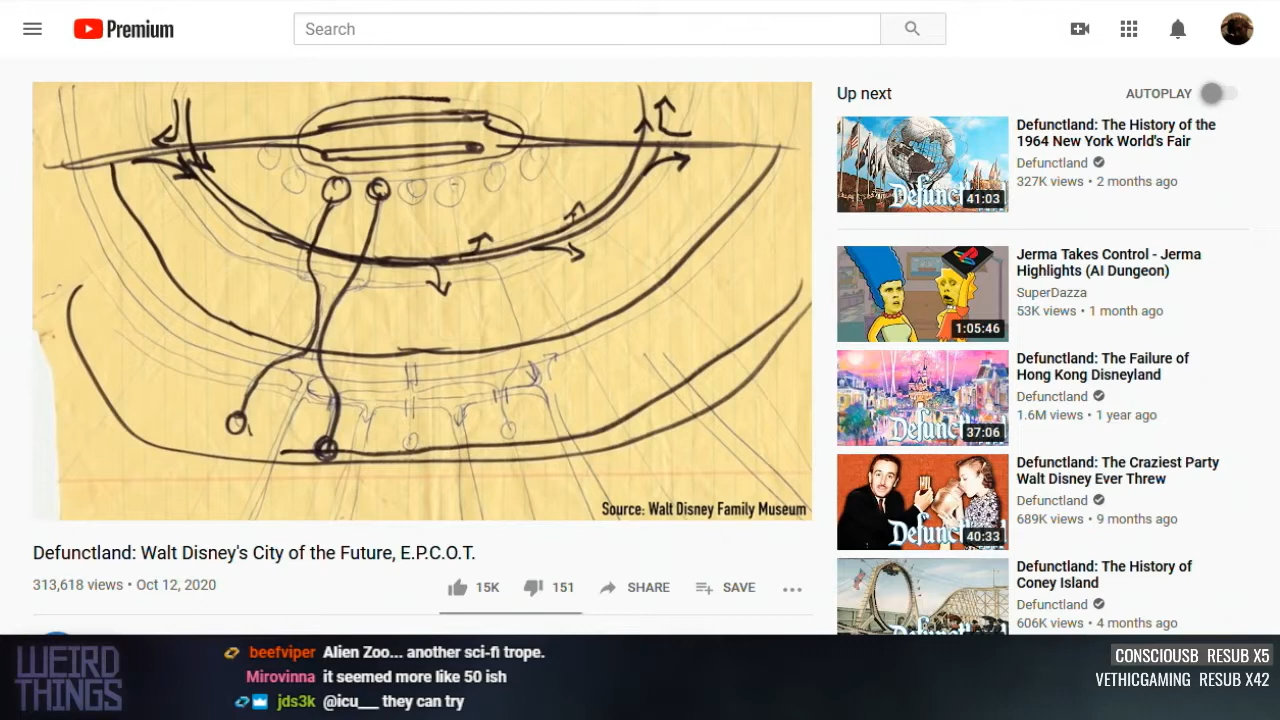 Premium
Search
Source: Walt Disney Family Museum
Defunctland: Walt Disney's City of the Future, E.P.C.O.T.
313,618 views • Oct 12, 2020
15K
151
SHARE
SAVE
Up next
AUTOPLAY
Defunctland: The History of the
1964 New York World's Fair
Defunctland
327K views • 2 months ago
Defunct
41:03
Jerma Takes Control - Jerma
Highlights (AI Dungeon)
SuperDazza
53K views • 1 month ago
1:05:46
Defunctland: The Failure of
Hong Kong Disneyland
Defunctland
1.6M views • 1 year ago
Defunct
37:06
Defunctland: The Craziest Party
Walt Disney Ever Threw
Defunctland
689K views • 9 months ago
Defunct
40:33
Defunctland: The History of
Coney Island
Defunctland
606K views • 4 months ago
WEIRD
THINGS
beefviper Alien Zoo... another sci-fi trope.
Mirovinna it seemed more like 50 ish
jds3k @icu___ they can try
CONSCIOUSB RESUB X5
VETHICGAMING RESUB X42